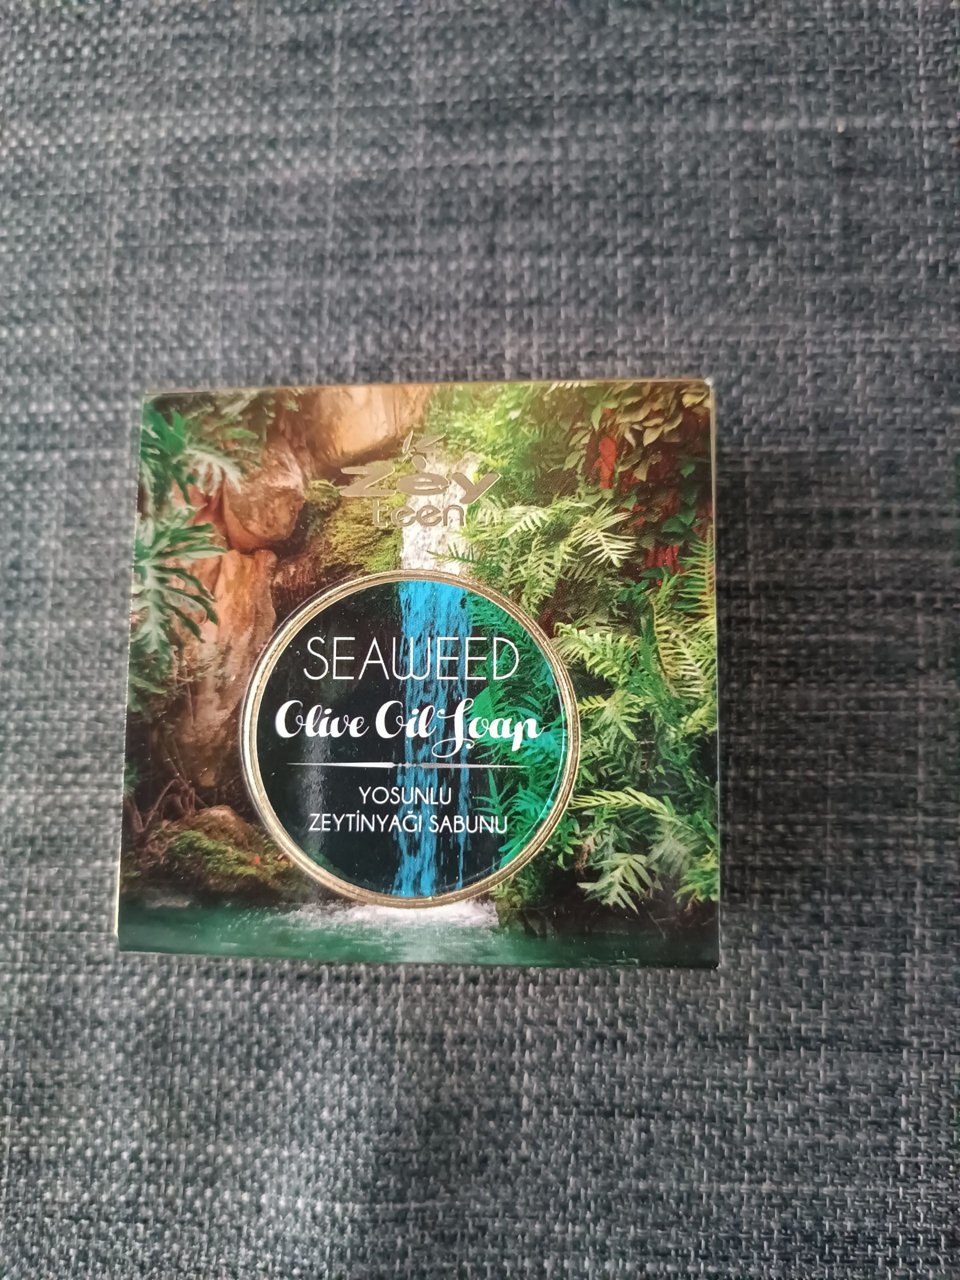 Zey
teen
SEAWEED
Olive Oil Soap
YOSUNLU
ZEYTİNYAĞI SABUNU